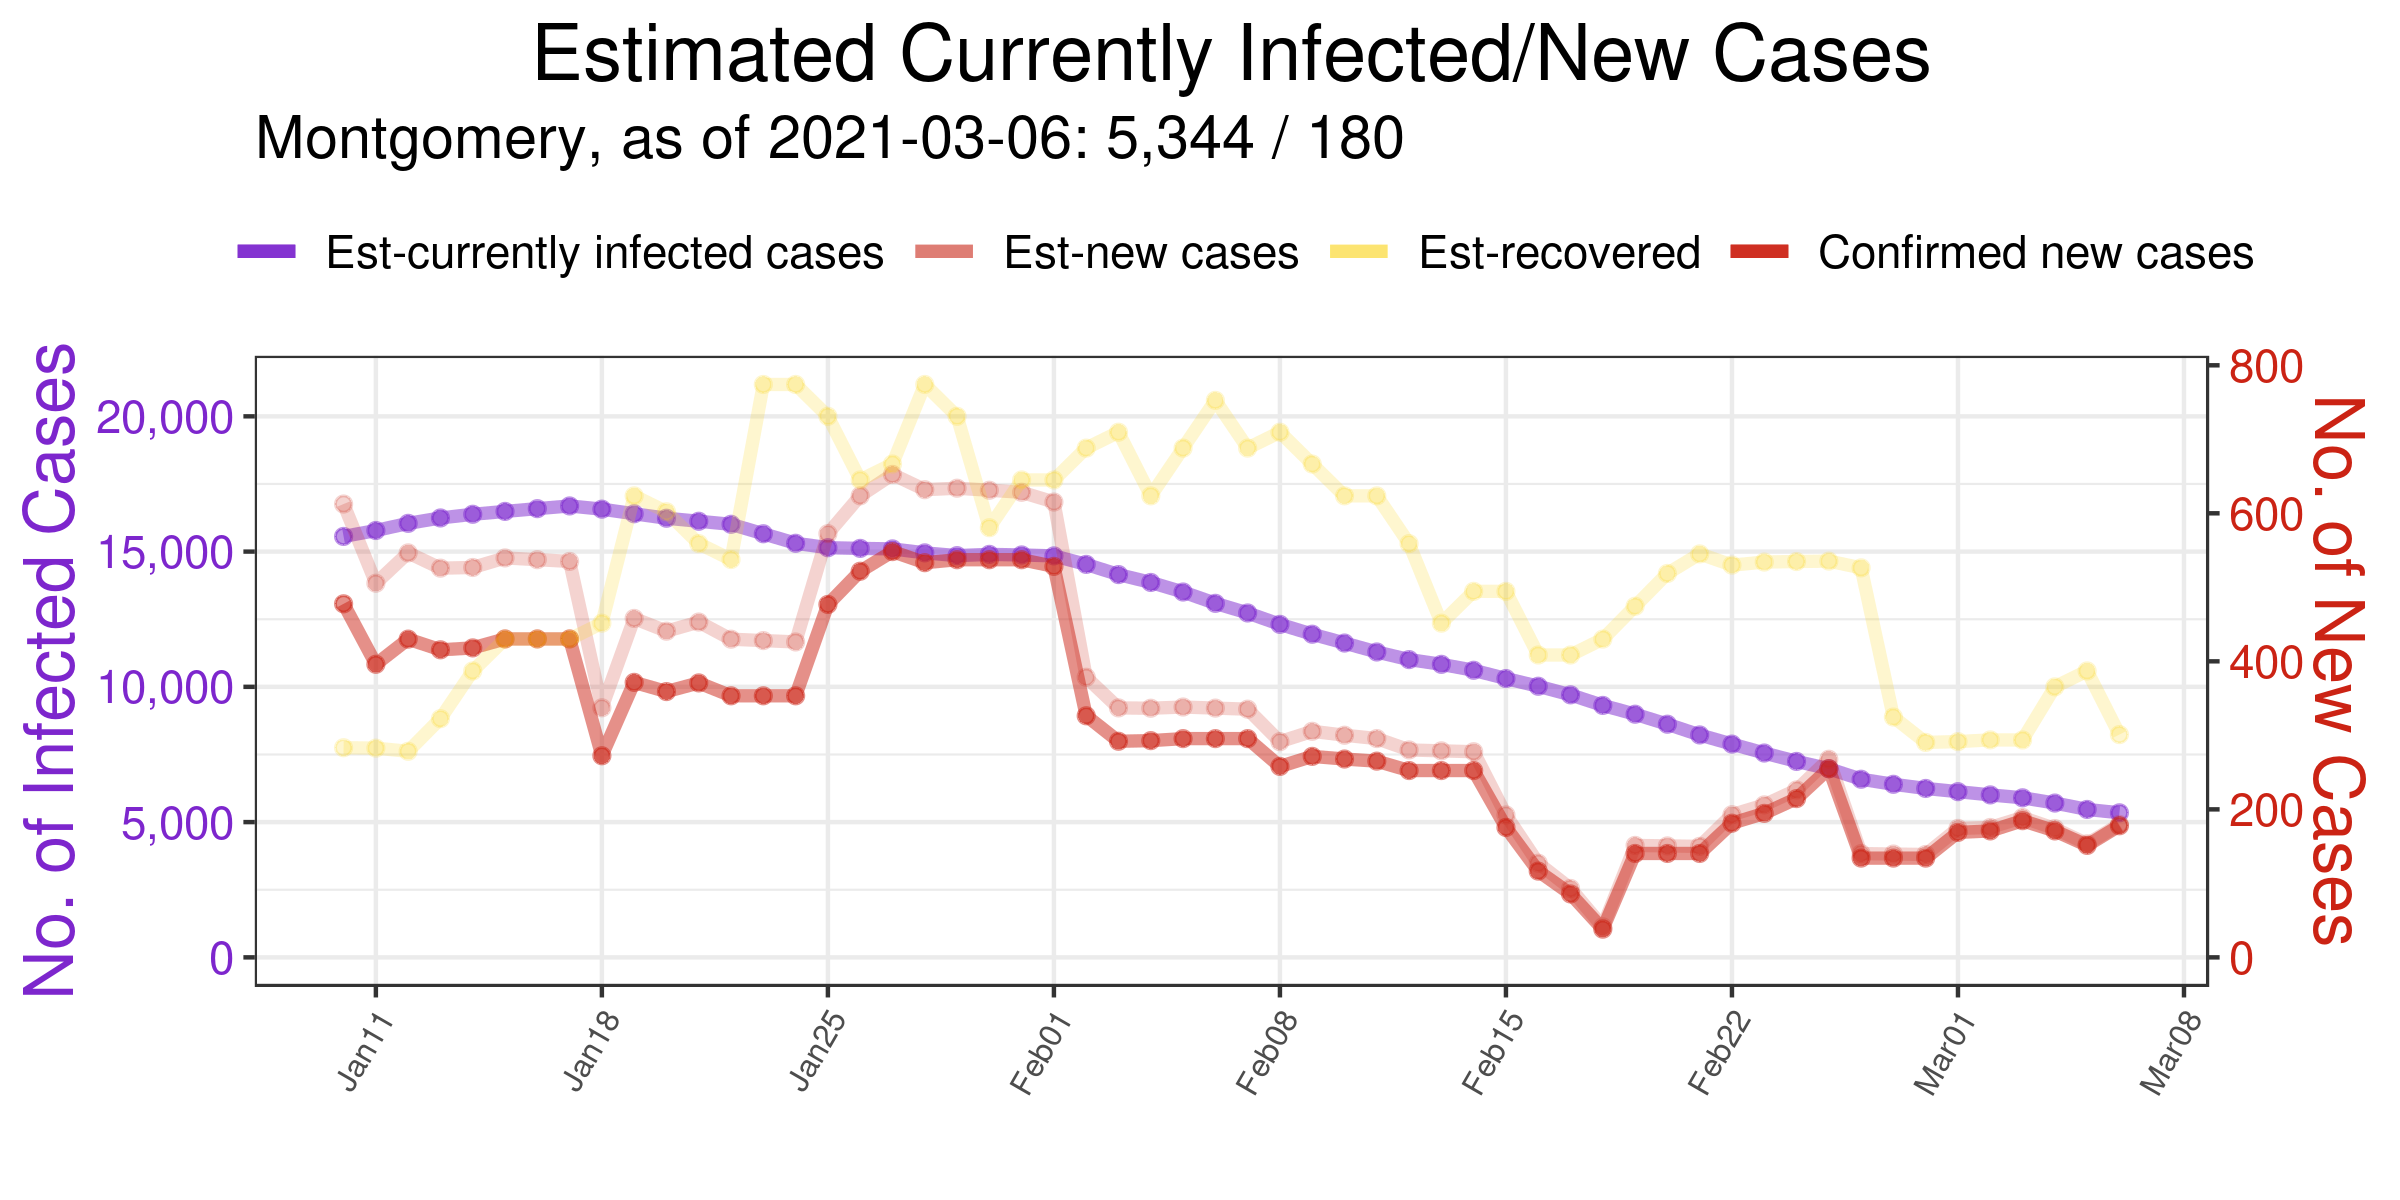 Estimated Currently Infected/New Cases
Montgomery, as of 2021-03-06: 5,344 / 180
Est-currently infected cases Est-new cases Est-recovered Confirmed new cases
No. of Infected Cases
20,000
15,000
10,000
5,000
0
800
600
400
200
0
No. of New Cases
Jan11 Jan18 Jan25 Feb01 Feb08 Feb15 Feb22 Mar01 Mar08